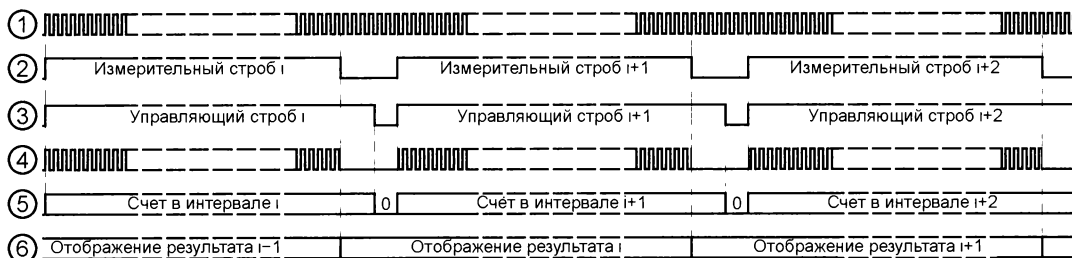 1
2 Измерительный строб i Измерительный строб i+1 Измерительный строб i+2
3 Управляющий строб i Управляющий строб i+1 Управляющий строб i+2
4
5 Счет в интервале i 0 Счет в интервале i+1 0 Счет в интервале i+2
6 Отображение результата i−1 Отображение результата i Отображение результата i+1